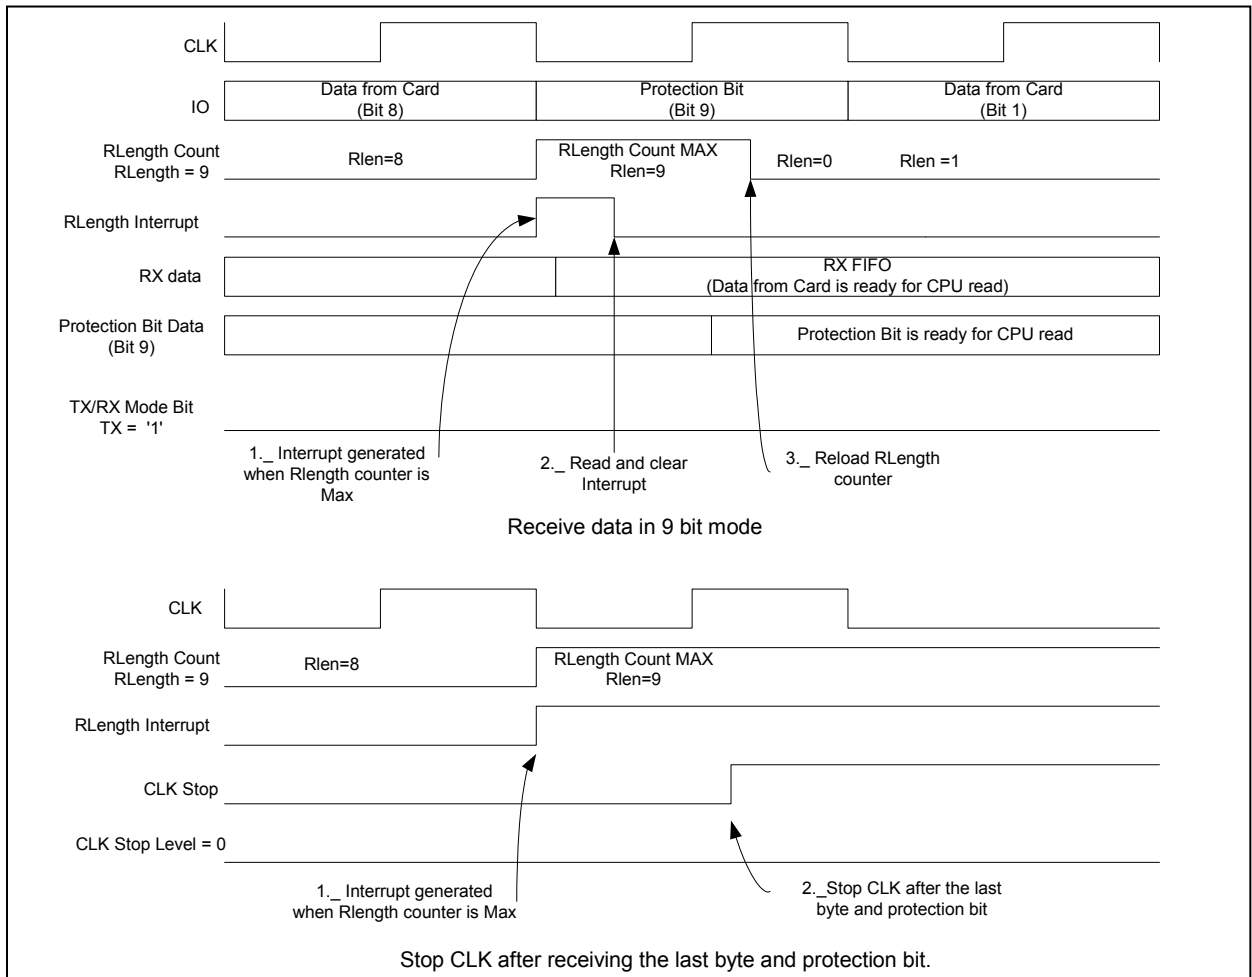 CLK
IO
Data from Card
(Bit 8)
Protection Bit
(Bit 9)
Data from Card
(Bit 1)
RLength Count
RLength = 9
Rlen=8
RLength Count MAX
Rlen=9
Rlen=0
Rlen =1
RLength Interrupt
RX data
RX FIFO
(Data from Card is ready for CPU read)
Protection Bit Data
(Bit 9)
Protection Bit is ready for CPU read
TX/RX Mode Bit
TX = '1'
1._ Interrupt generated
when Rlength counter is
Max
2._ Read and clear
Interrupt
3._ Reload RLength
counter
Receive data in 9 bit mode
CLK
RLength Count
RLength = 9
Rlen=8
RLength Count MAX
Rlen=9
RLength Interrupt
CLK Stop
CLK Stop Level = 0
1._ Interrupt generated
when Rlength counter is Max
2._Stop CLK after the last
byte and protection bit
Stop CLK after receiving the last byte and protection bit.